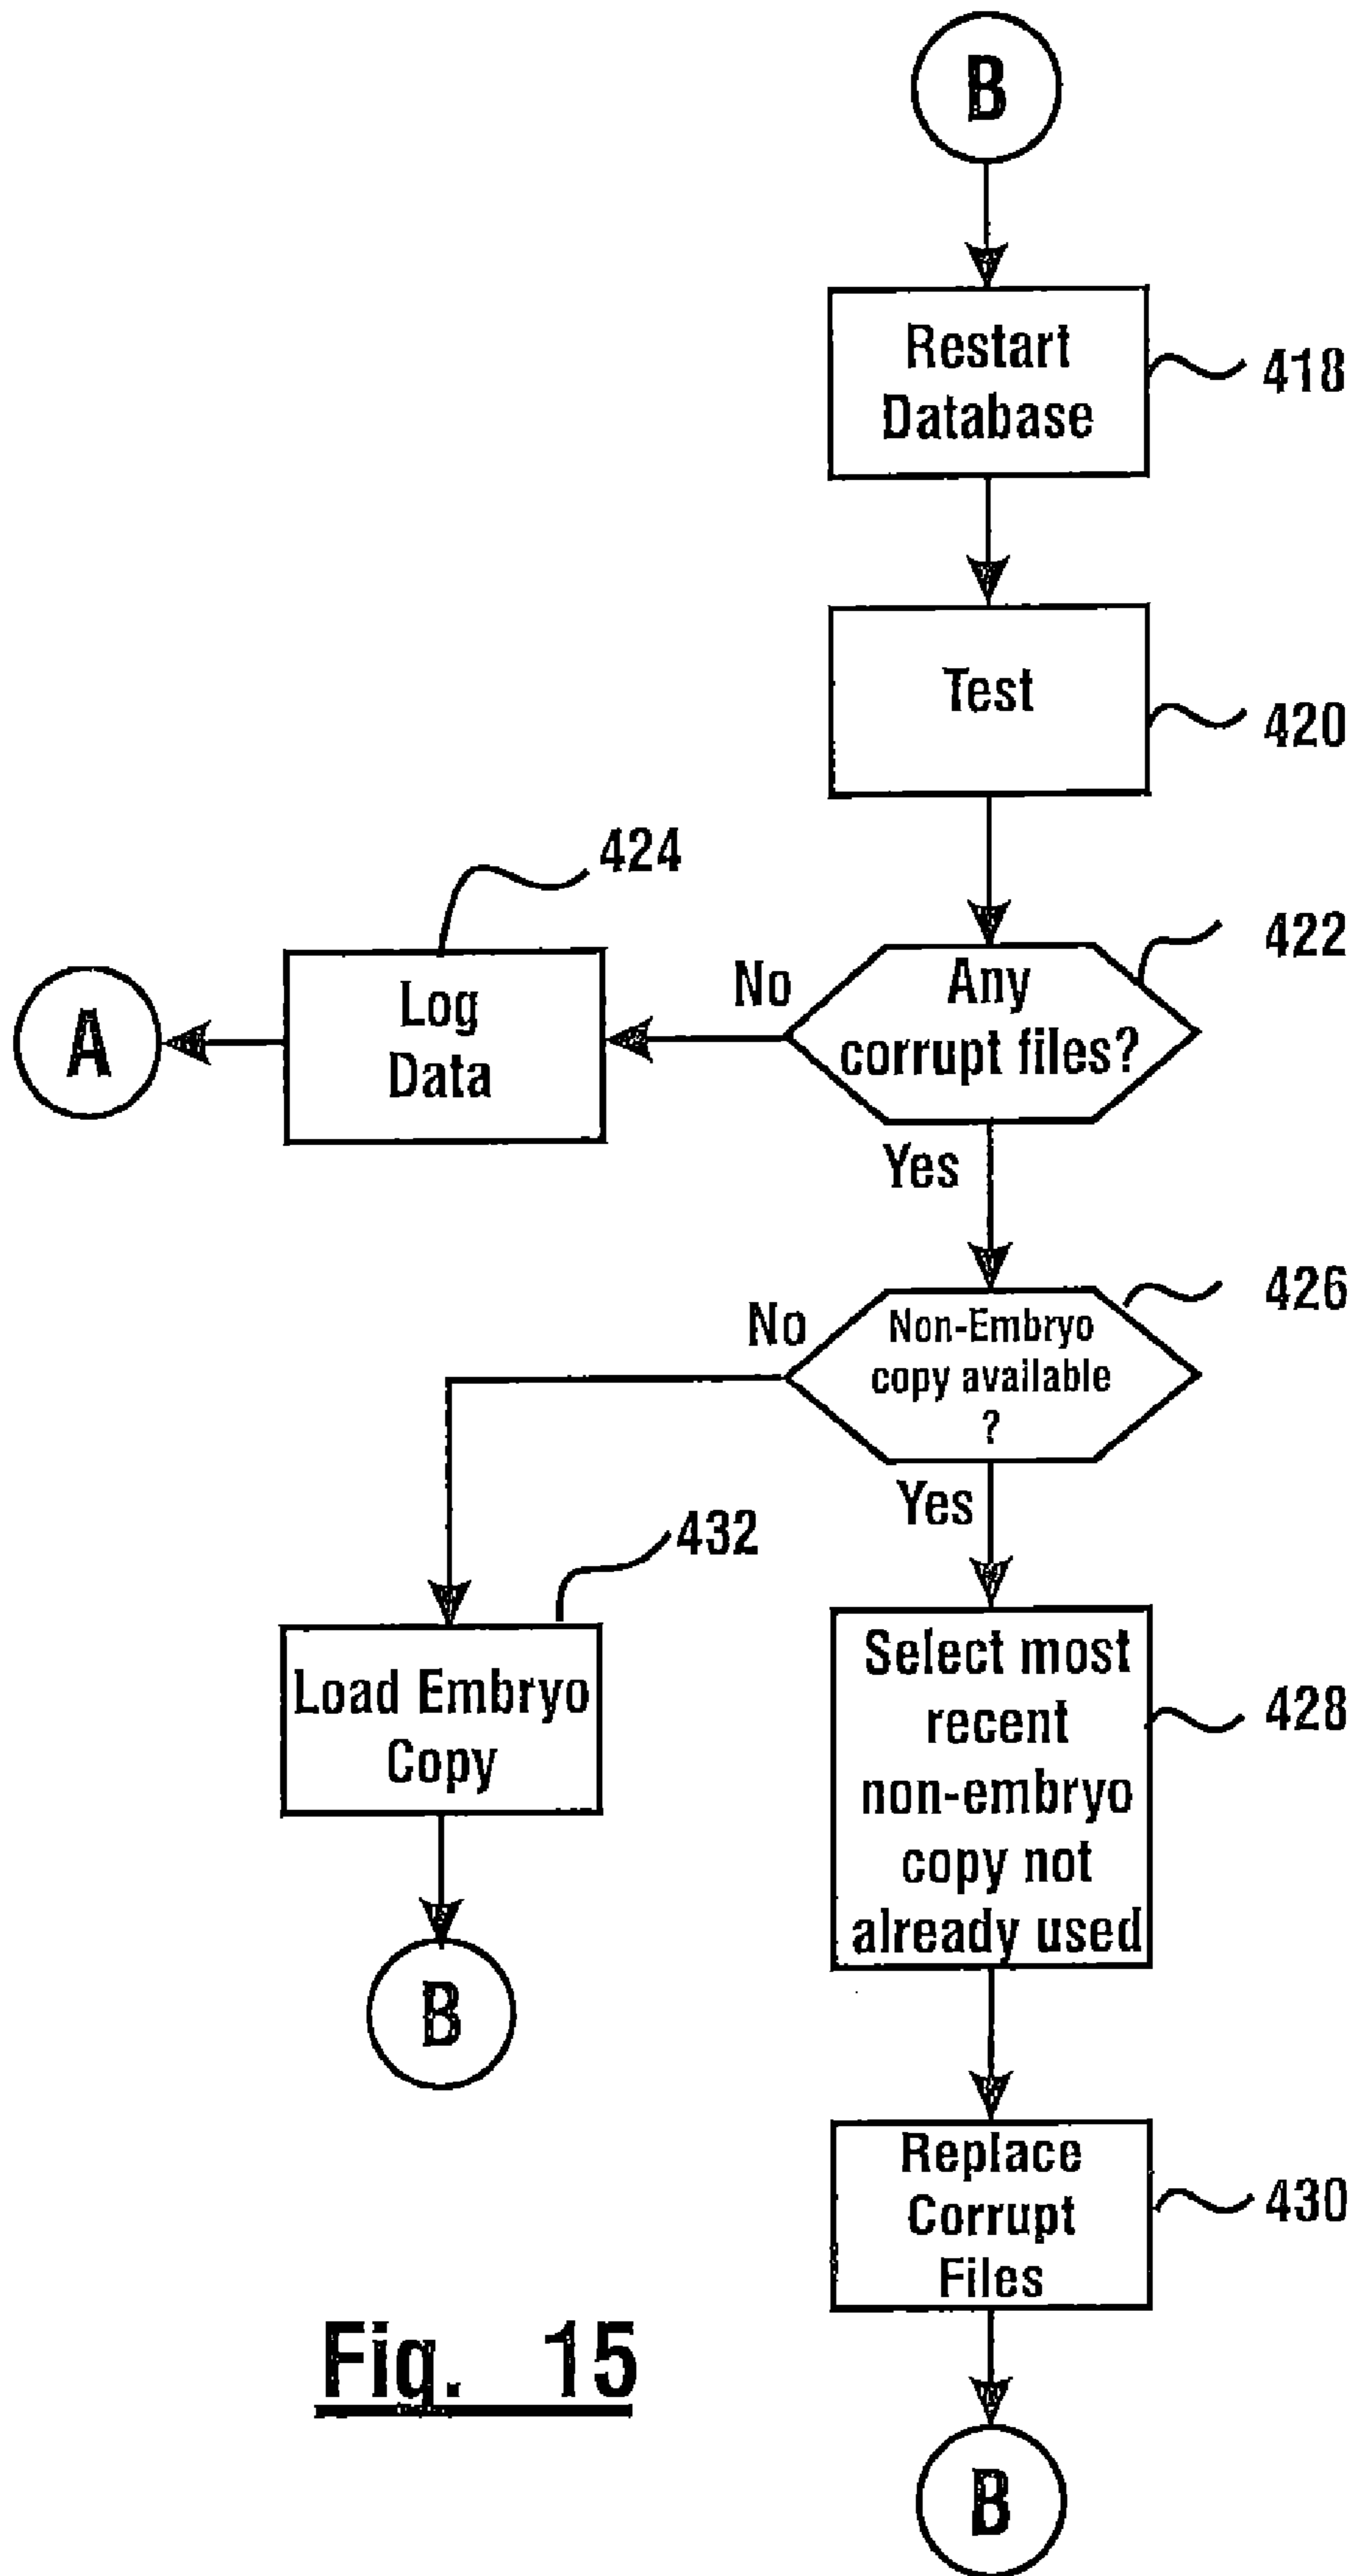 B
Restart
Database
418
Test
420
424
422
A
Log
Data
No
Any
corrupt files?
Yes
426
No
Non-Embryo
copy available
?
Yes
432
Load Embryo
Copy
Select most
recent
non-embryo
copy not
already used
428
B
Replace
Corrupt
Files
430
Fig. 15
B